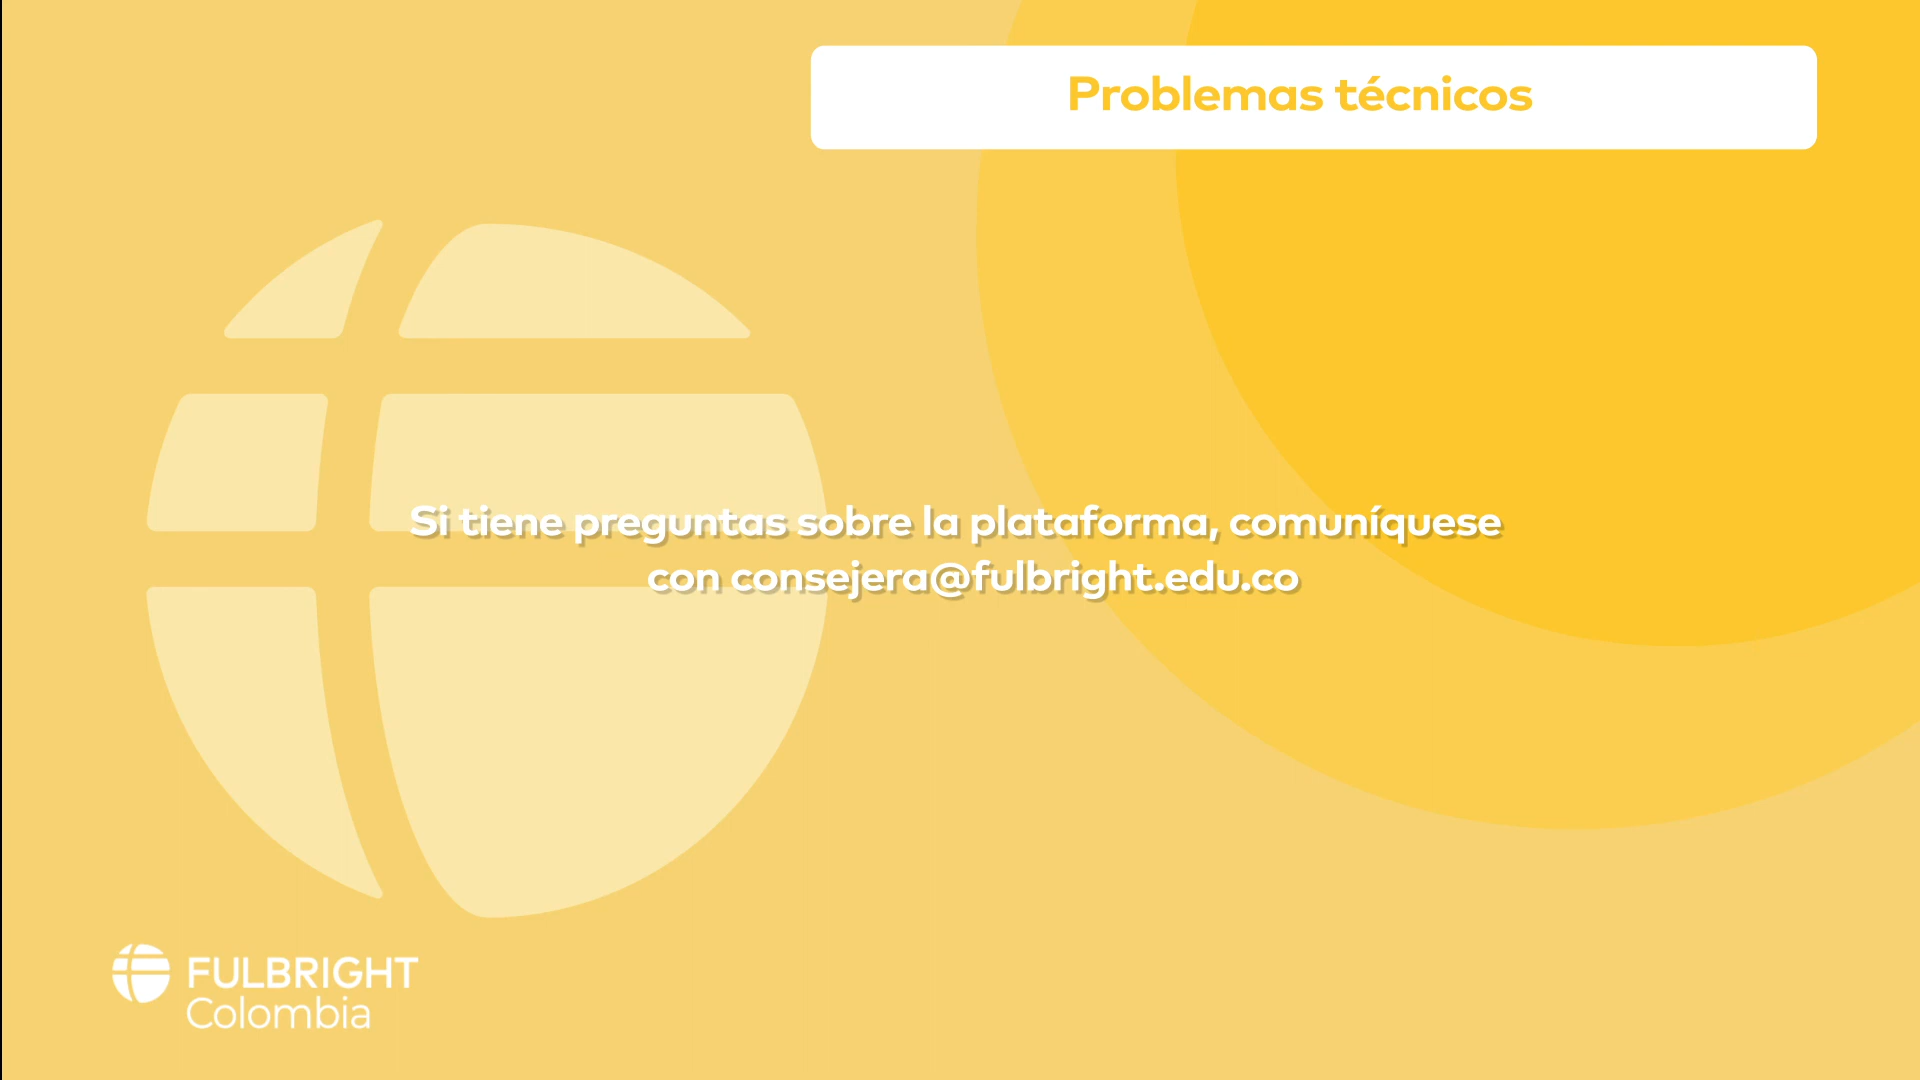 Problemas técnicos
Si tiene preguntas sobre la plataforma, comuníquese
con consejera@fulbright.edu.co
FULBRIGHT
Colombia